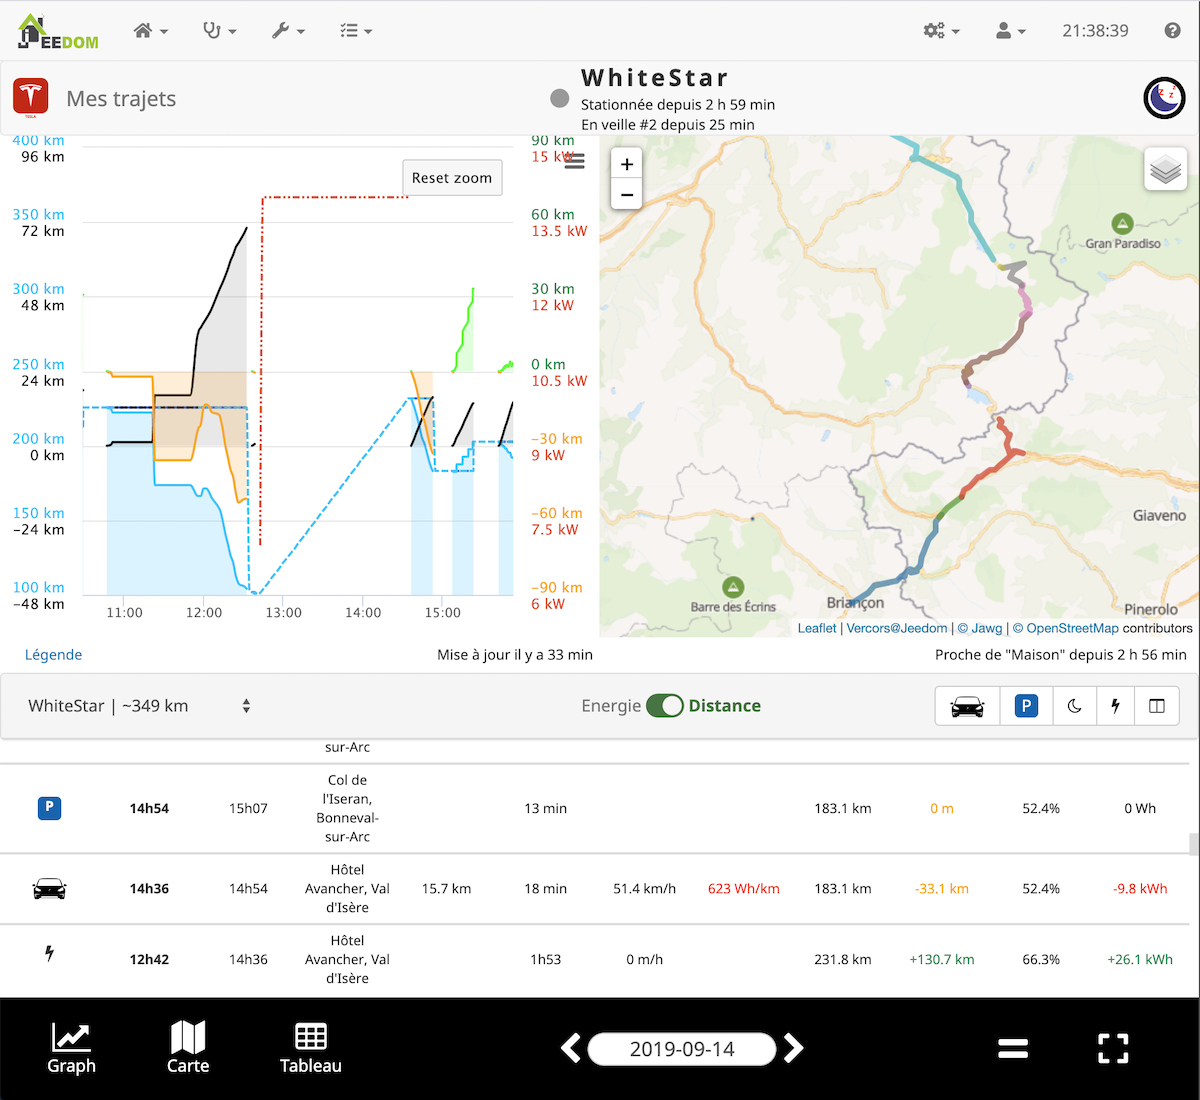 JEEDOM
21:38:39
TESLA
Mes trajets
WhiteStar
Stationnée depuis 2 h 59 min
En veille #2 depuis 25 min
400 km
96 km
350 km
72 km
300 km
48 km
250 km
24 km
200 km
0 km
150 km
−24 km
100 km
−48 km
90 km
15 kW
60 km
13.5 kW
30 km
12 kW
0 km
10.5 kW
−30 km
9 kW
−60 km
7.5 kW
−90 km
6 kW
Reset zoom
11:00 12:00 13:00 14:00 15:00
+
−
Gran Paradiso
Giaveno
Barre des Écrins
Briançon
Pinerolo
Leaflet | Vercors@Jeedom | © Jawg | © OpenStreetMap contributors
Légende
Mise à jour il y a 33 min
Proche de "Maison" depuis 2 h 56 min
WhiteStar | ~349 km
Energie Distance
P
sur-Arc
P 14h54 15h07 Col de
l'Iseran,
Bonneval-
sur-Arc
13 min 183.1 km 0 m 52.4% 0 Wh
14h36 14h54 Hôtel
Avancher, Val
d'Isère
15.7 km 18 min 51.4 km/h 623 Wh/km 183.1 km -33.1 km 52.4% -9.8 kWh
12h42 14h36 Hôtel
Avancher, Val
d'Isère
1h53 0 m/h 231.8 km +130.7 km 66.3% +26.1 kWh
Graph
Carte
Tableau
2019-09-14